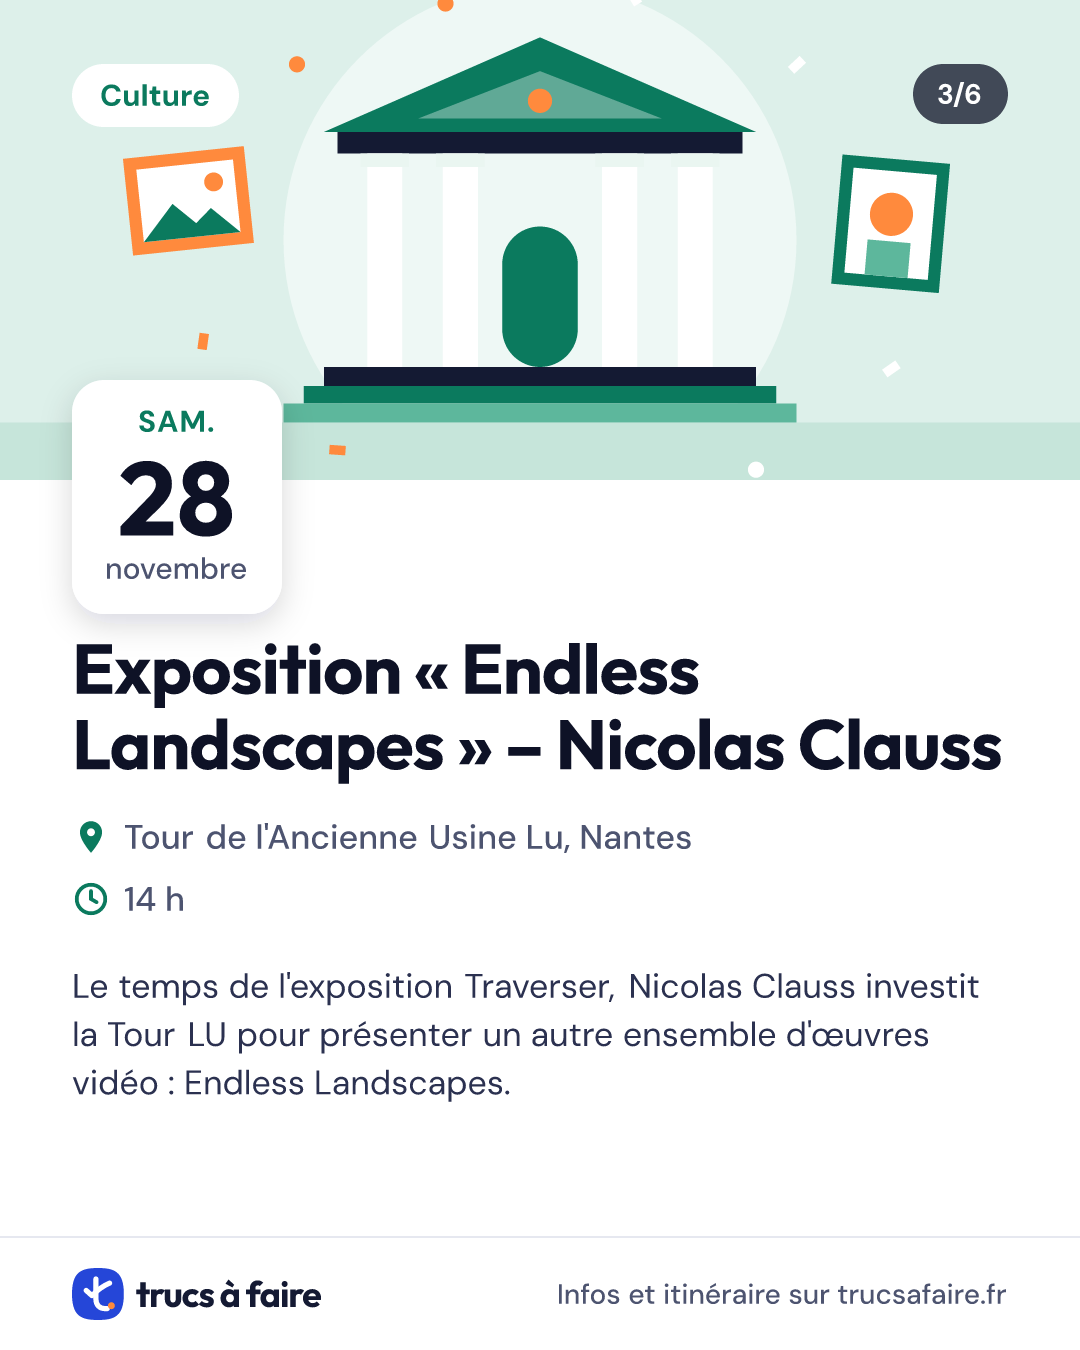 Culture
3/6
SAM.
28
novembre
Exposition « Endless
Landscapes » – Nicolas Clauss
Tour de l'Ancienne Usine Lu, Nantes
14 h
Le temps de l'exposition Traverser, Nicolas Clauss investit
la Tour LU pour présenter un autre ensemble d'œuvres
vidéo : Endless Landscapes.
trucs à faire
Infos et itinéraire sur trucsafaire.fr